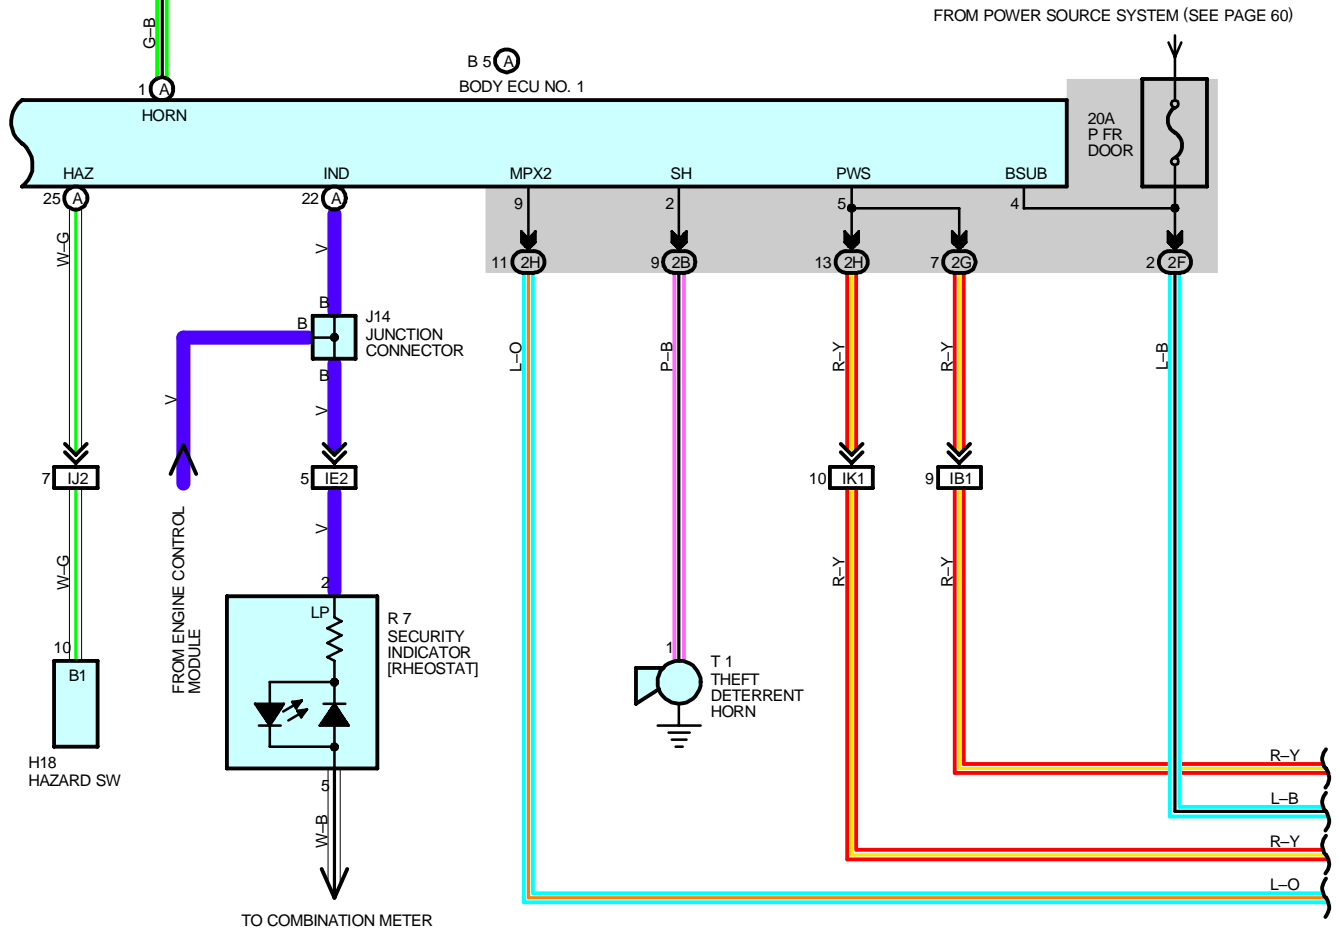 FROM POWER SOURCE SYSTEM (SEE PAGE 60)
G–B
B 5 A
BODY ECU NO. 1
1 A
HORN
20A
P FR
DOOR
HAZ
IND
MPX2
SH
PWS
BSUB
25 A
22 A
9
2
5
4
11 2H
9 2B
13 2H
7 2G
2 2F
W–G
V
B
B
J14
JUNCTION
CONNECTOR
B
V
V
L–O
P–B
R–Y
R–Y
L–B
7 IJ2
5 IE2
10 IK1
9 IB1
W–G
FROM ENGINE CONTROL
MODULE
V
R–Y
R–Y
2
LP
R 7
SECURITY
INDICATOR
[RHEOSTAT]
10
B1
H18
HAZARD SW
1
T 1
THEFT
DETERRENT
HORN
5
W–B
TO COMBINATION METER
R–Y
L–B
R–Y
L–O